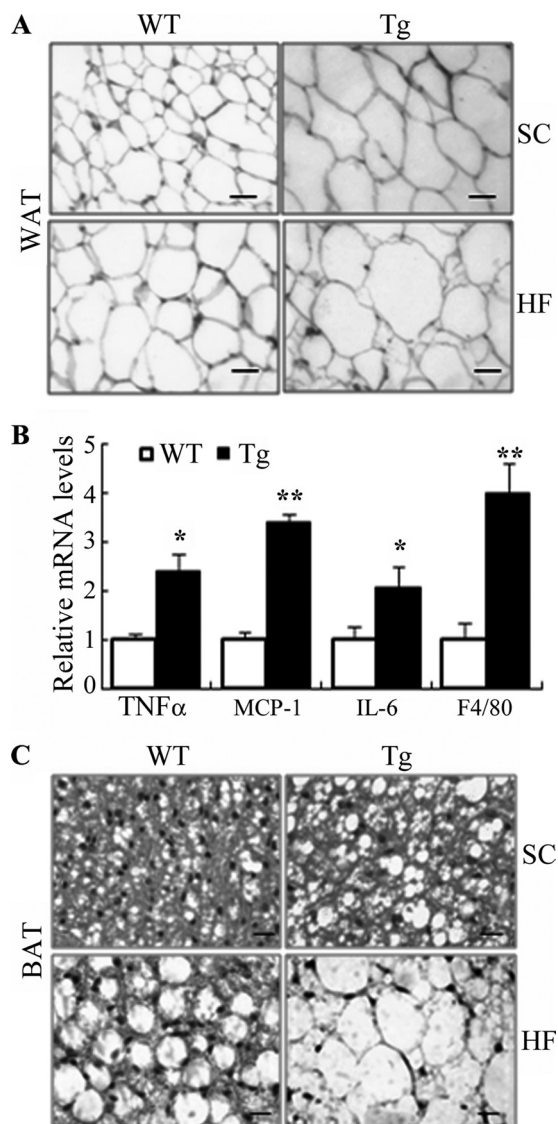 A
WT Tg
WAT
SC
HF
B
Relative mRNA levels
5
4
3
2
1
0
WT Tg
* ** * **
TNFα MCP-1 IL-6 F4/80
C
WT Tg
BAT
SC
HF